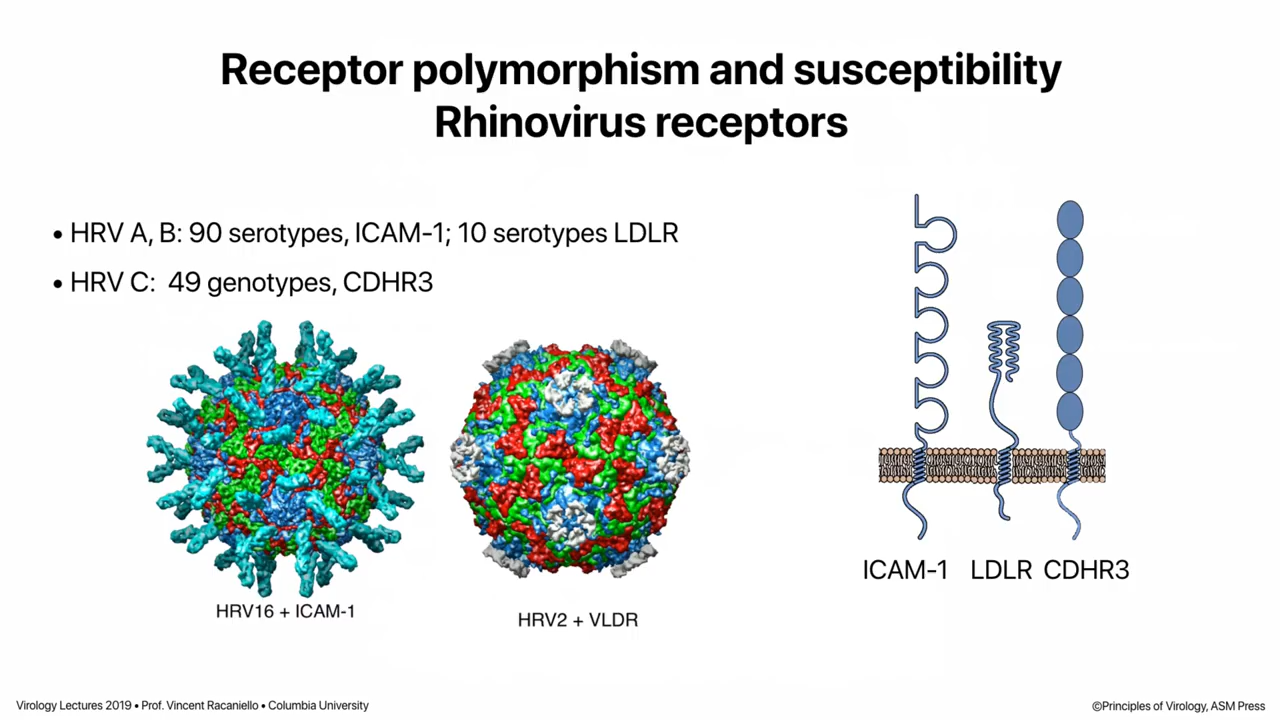 Receptor polymorphism and susceptibility
Rhinovirus receptors
• HRV A, B: 90 serotypes, ICAM-1; 10 serotypes LDLR
• HRV C:  49 genotypes, CDHR3
HRV16 + ICAM-1
HRV2 + VLDR
ICAM-1 LDLR CDHR3
Virology Lectures 2019 • Prof. Vincent Racaniello • Columbia University
©Principles of Virology, ASM Press